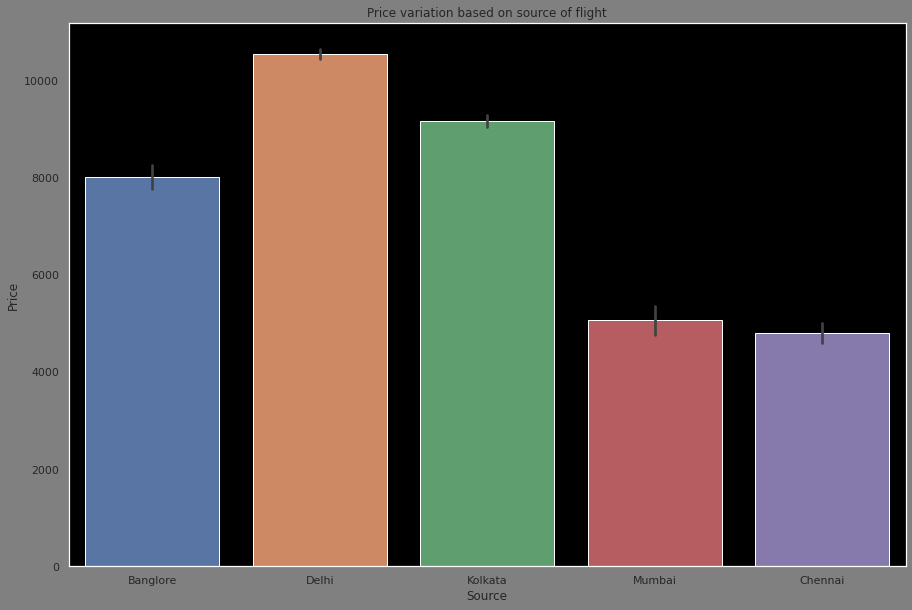 Price variation based on source of flight
Price
10000
8000
6000
4000
2000
0
Banglore Delhi Kolkata Mumbai Chennai
Source